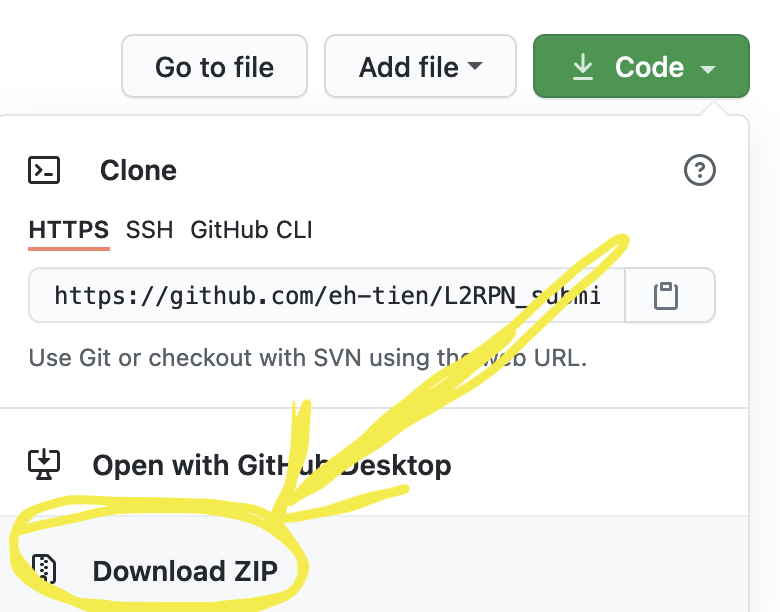 Go to file Add file Code
Clone
HTTPS SSH GitHub CLI
https://github.com/eh-tien/L2RPN_submi
Use Git or checkout with SVN using the web URL.
Open with GitHub Desktop
Download ZIP